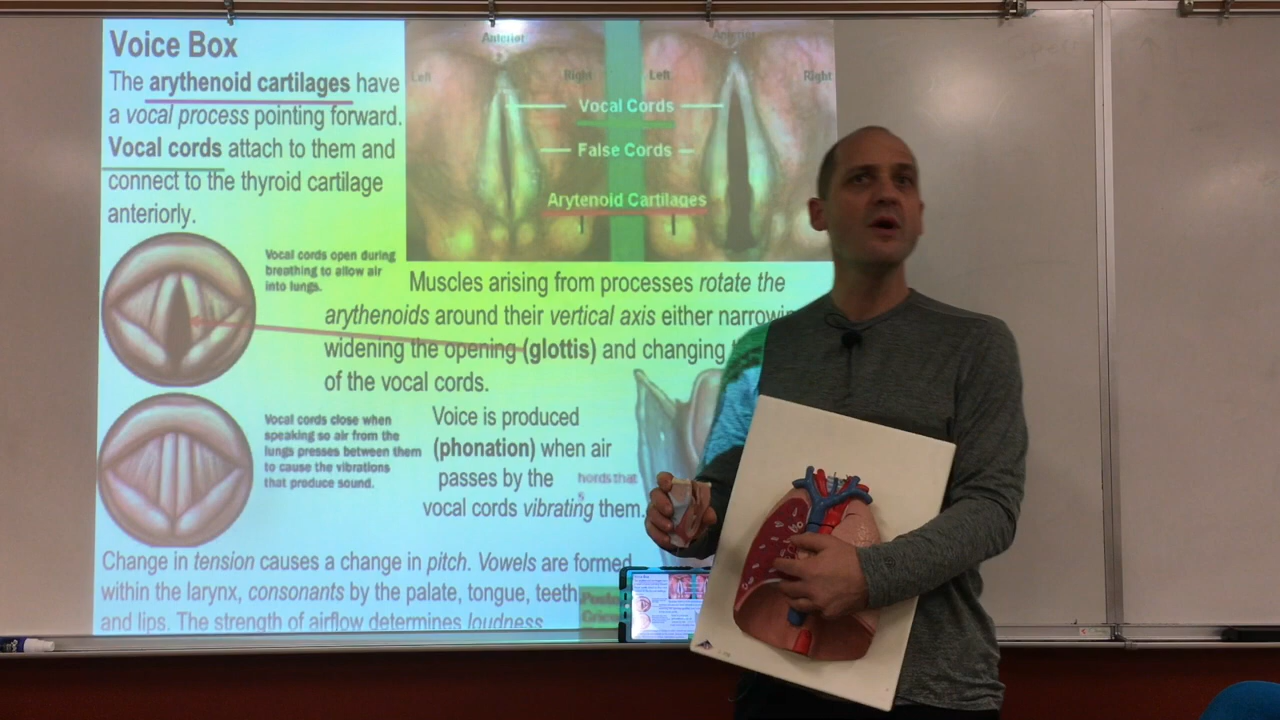 Voice Box
The arythenoid cartilages have
a vocal process pointing forward.
Vocal cords attach to them and
connect to the thyroid cartilage
anteriorly.
Anterior
Anterior
Left
Right
Left
Right
Vocal Cords
False Cords
Arytenoid Cartilages
Vocal cords open during
breathing to allow air
into lungs.
Muscles arising from processes rotate the
arythenoids around their vertical axis either
widening the opening (glottis) and changing
of the vocal cords.
Vocal cords close when
speaking so air from the
lungs presses between them
to cause the vibrations
that produce sound.
Voice is produced
(phonation) when air
passes by the
vocal cords vibrating them.
Change in tension causes a change in pitch. Vowels are formed
within the larynx, consonants by the palate, tongue, teeth
and lips. The strength of airflow determines loudness